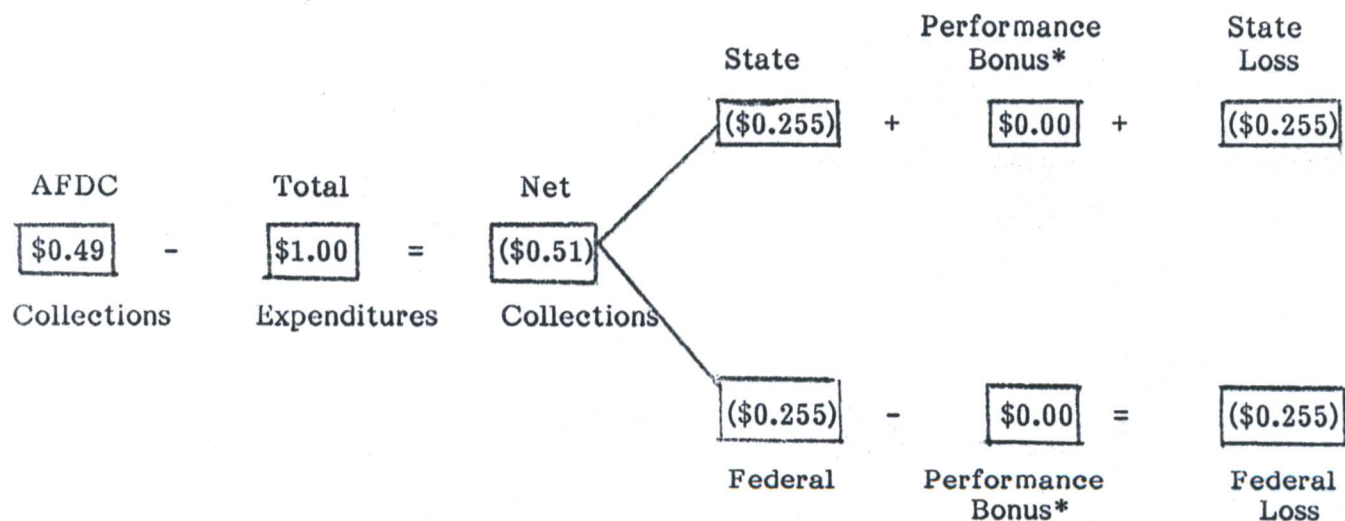 Performance State
State Bonus* Loss
($0.255) + $0.00 + ($0.255)
AFDC Total Net
$0.49 - $1.00 = ($0.51)
Collections Expenditures Collections
($0.255) - $0.00 = ($0.255)
Federal Performance Federal
Bonus* Loss